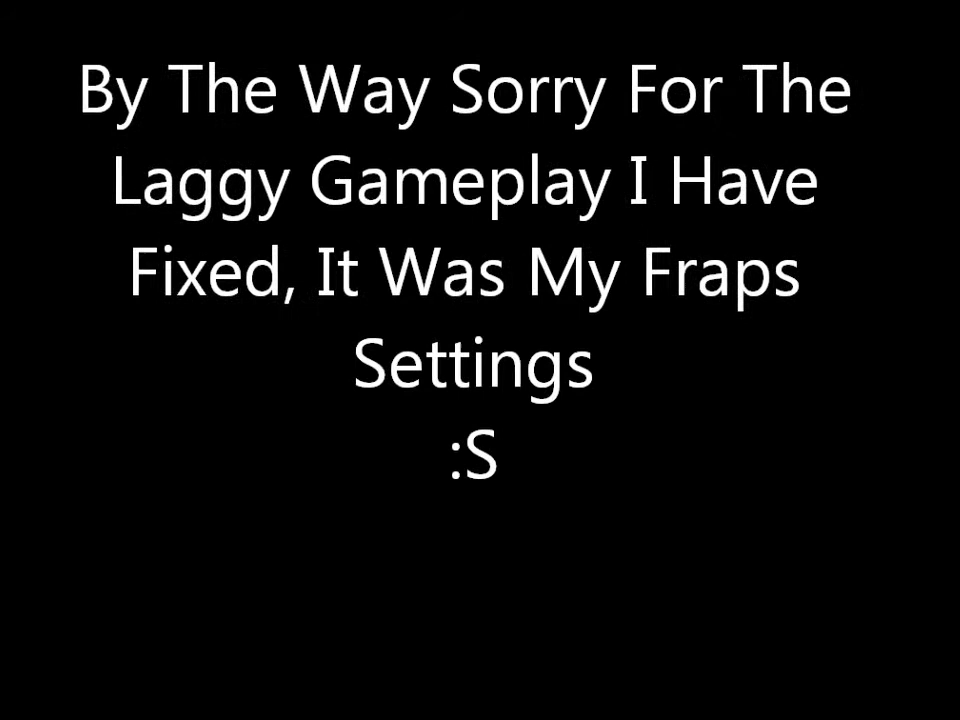 By The Way Sorry For The
Laggy Gameplay I Have
Fixed, It Was My Fraps
Settings
:S